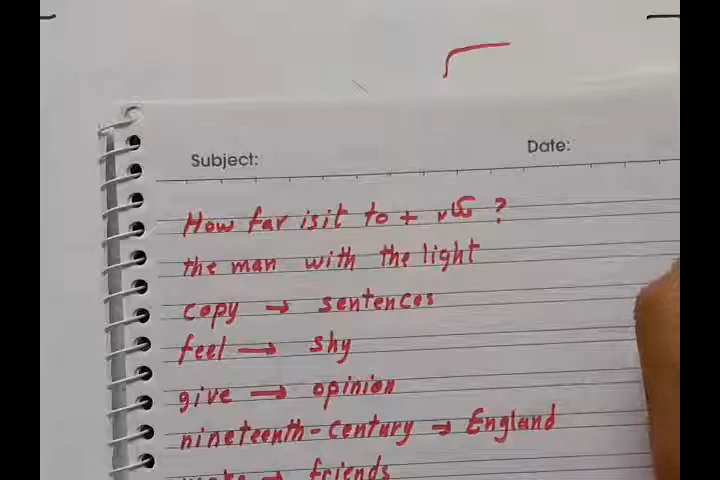 Subject:
Date:
How far is it to + ?
the man with the light
copy → sentences
feel → shy
give → opinion
nineteenth-century → England
make → friends